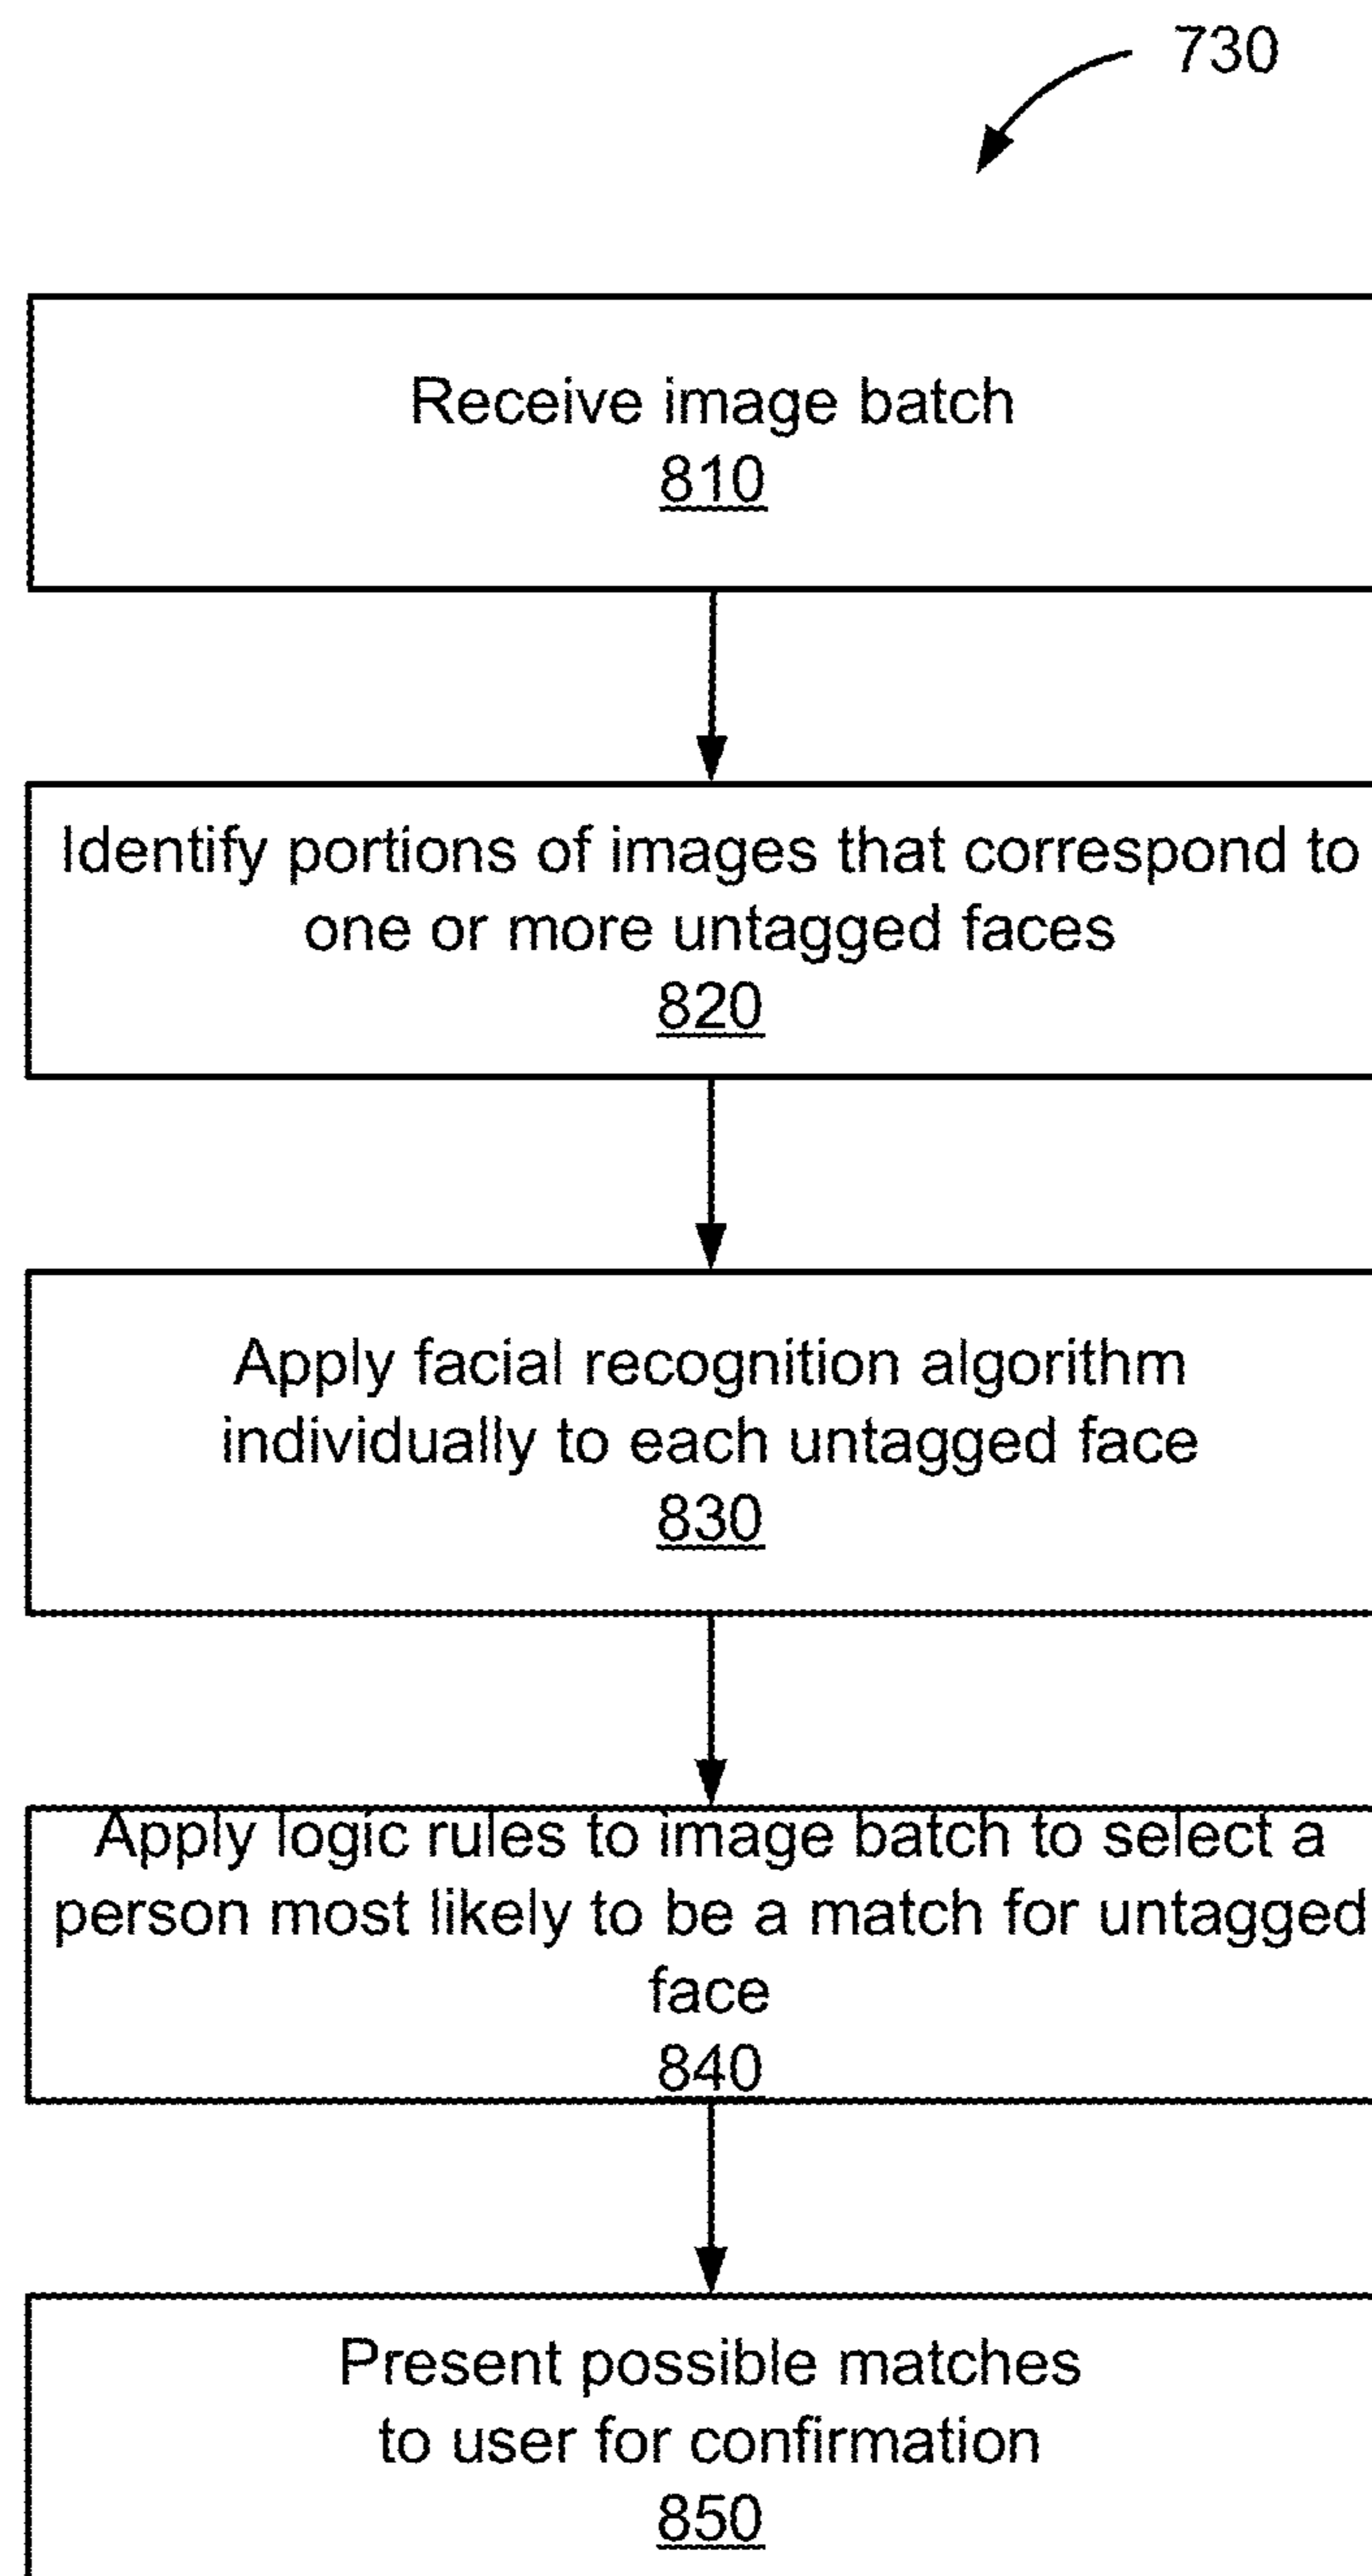 730
Receive image batch
810
Identify portions of images that correspond to
one or more untagged faces
820
Apply facial recognition algorithm
individually to each untagged face
830
Apply logic rules to image batch to select a
person most likely to be a match for untagged
face
840
Present possible matches
to user for confirmation
850